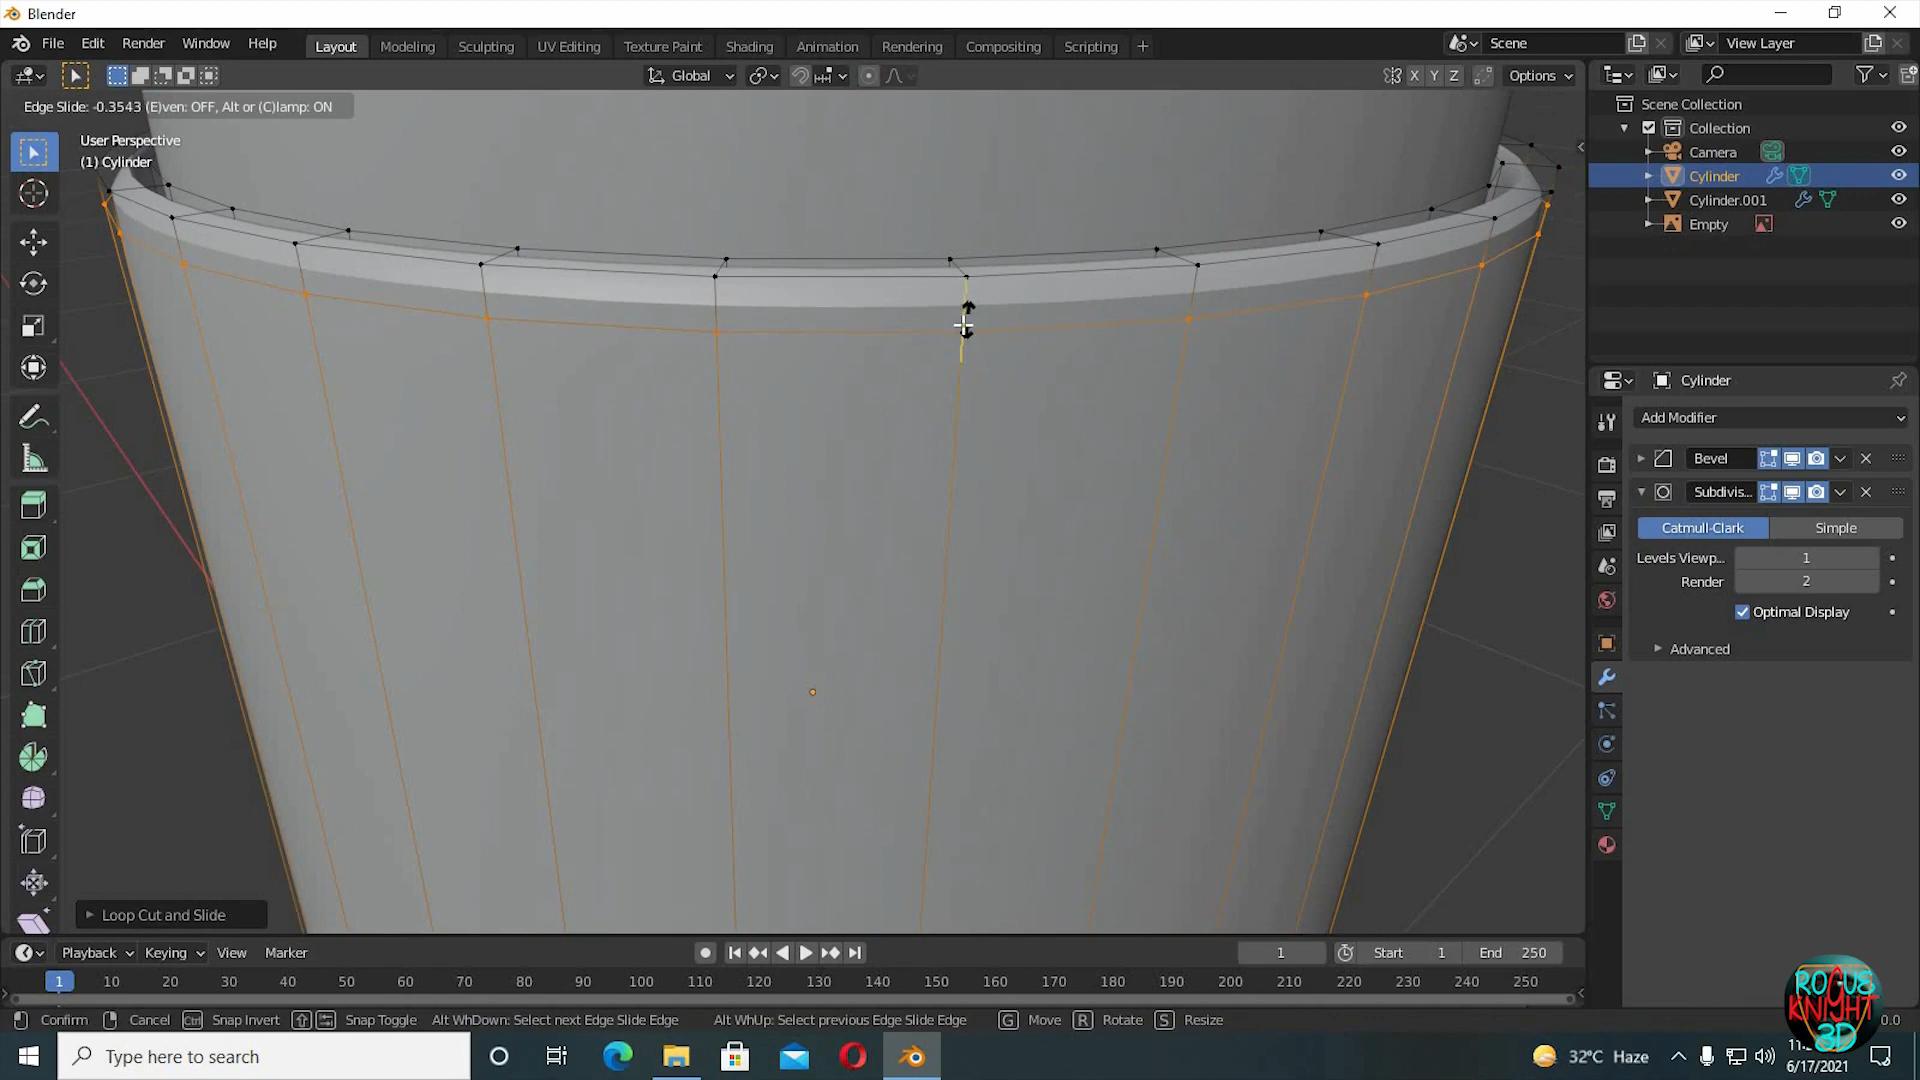 Blender
File Edit Render Window Help Layout Modeling Sculpting UV Editing Texture Paint Shading Animation Rendering Compositing Scripting + Scene View Layer
Global X Y Z Options
Edge Slide: -0.3543 (E)ven: OFF, Alt or (C)lamp: ON
User Perspective
(1) Cylinder
Scene Collection
Collection
Camera
Cylinder
Cylinder.001
Empty
Cylinder
Add Modifier
Bevel
Subdivis...
Catmull-Clark Simple
Levels Viewp... 1
Render 2
Optimal Display
Advanced
Loop Cut and Slide
Playback Keying View Marker 1 Start 1 End 250
1 10 20 30 40 50 60 70 80 90 100 110 120 130 140 150 160 170 180 190 200 210 220 230 240 250
Confirm Cancel Ctrl Snap Invert Snap Toggle Alt WhDown: Select next Edge Slide Edge Alt WhUp: Select previous Edge Slide Edge G Move R Rotate S Resize
ROGUE
KNIGHT
3D
Type here to search
32°C Haze
6/17/2021